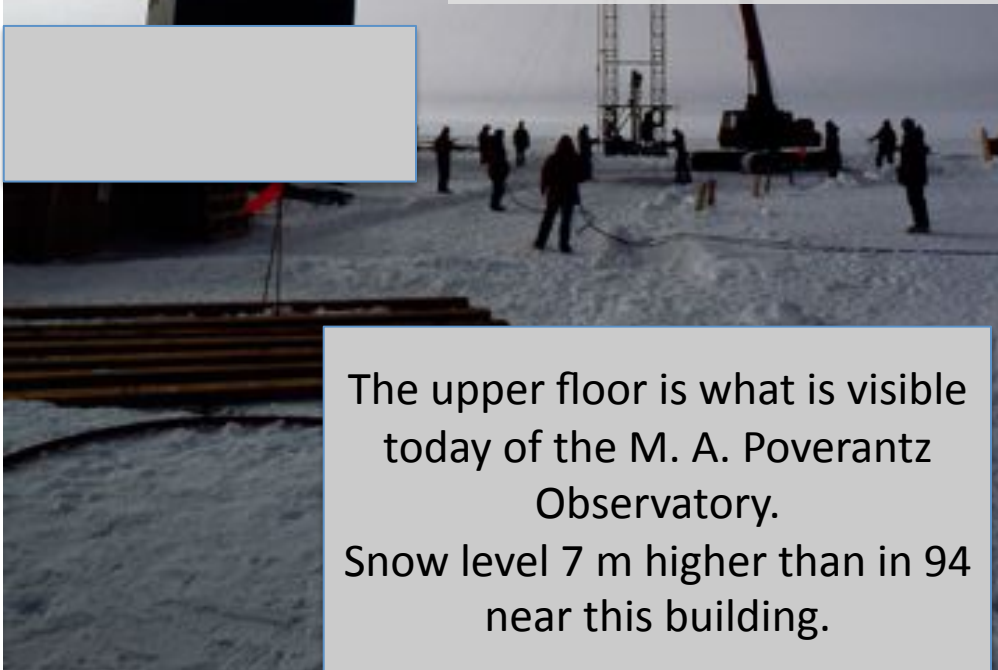 The upper floor is what is visible
today of the M. A. Poverantz
Observatory.
Snow level 7 m higher than in 94
near this building.